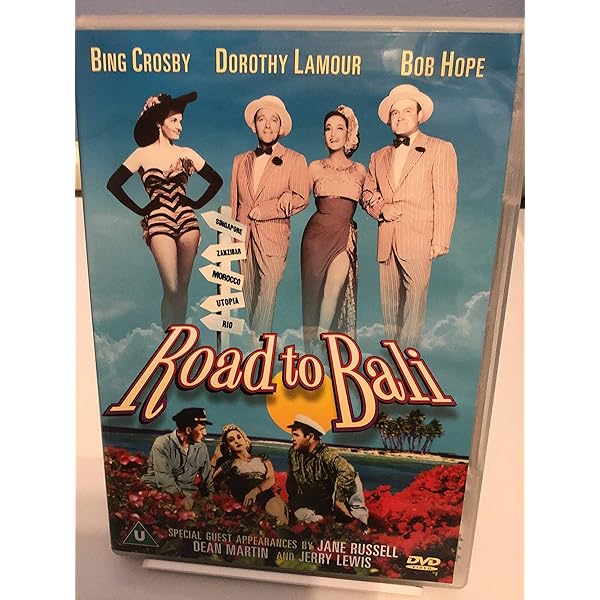 BING CROSBY DOROTHY LAMOUR BOB HOPE
SINGAPORE
ZANZIBAR
MOROCCO
UTOPIA
RIO
Road to Bali
SPECIAL GUEST APPEARANCES BY JANE RUSSELL
DEAN MARTIN AND JERRY LEWIS
U
DVD
VIDEO